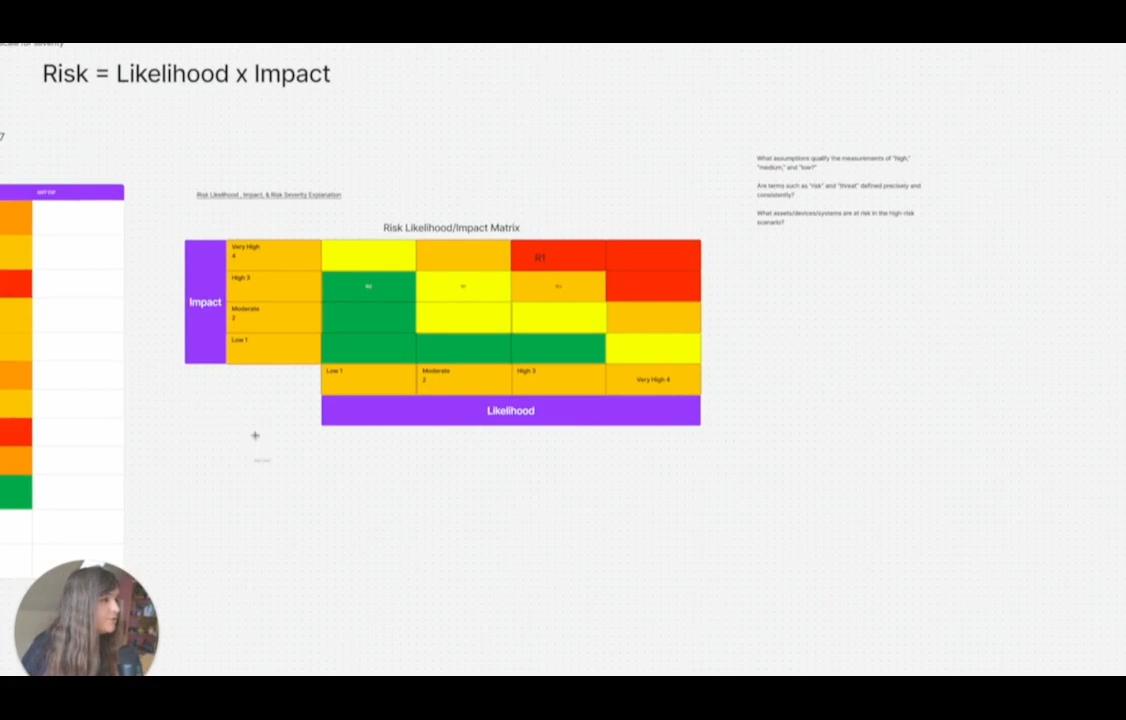 Risk = Likelihood x Impact
7
Risk Likelihood , Impact, & Risk Severity Explanation
What assumptions qualify the measurements of "high,"
"medium," and "low?"
Are terms such as "risk" and "threat" defined precisely and
consistently?
What assets/devices/systems are at risk in the high-risk
scenario?
Risk Likelihood/Impact Matrix
Impact
Very High
4
R1
High 3
Moderate
2
Low 1
Low 1
Moderate
2
High 3
Very High 4
Likelihood